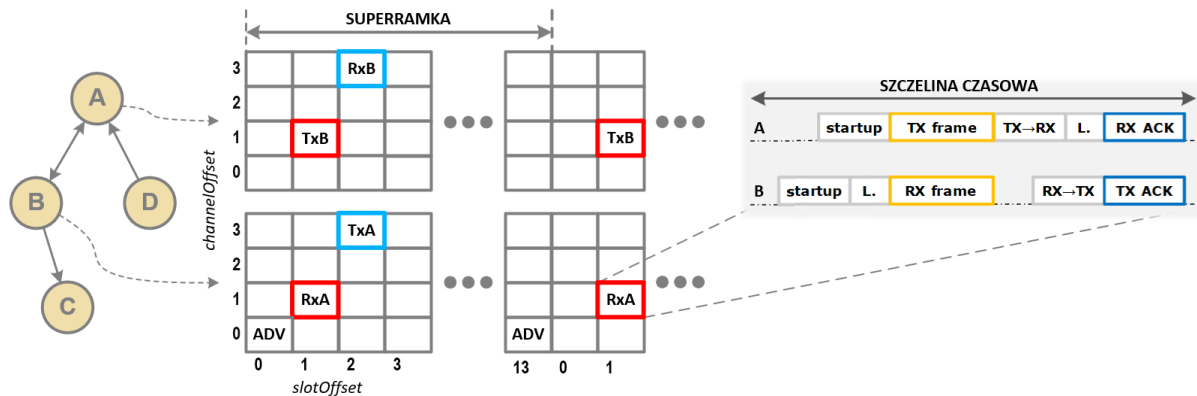 SUPERRAMKA
SZCZELINA CZASOWA
A
B
D
C
channelOffset
3
2
1
0
RxB
TxB
TxB
3
2
1
0
TxA
RxA
RxA
ADV
ADV
0 1 2 3 13 0 1
slotOffset
A startup TX frame TX→RX L. RX ACK
B startup L. RX frame RX→TX TX ACK